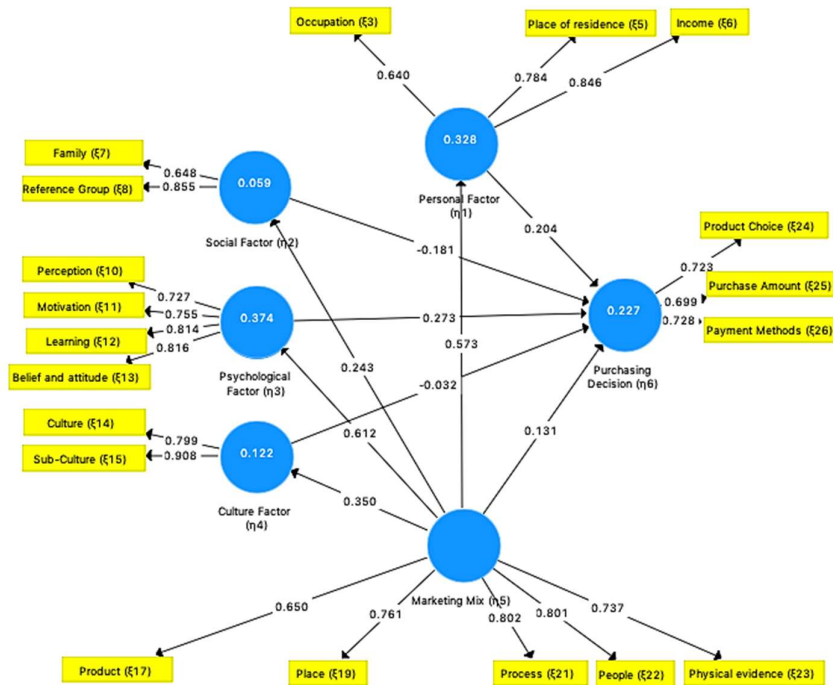 Occupation (ξ3)
Place of residence (ξ5)
Income (ξ6)
0.640
0.784
0.846
0.328
Personal Factor
(η1)
Family (ξ7)
Reference Group (ξ8)
0.648
0.855
0.059
Social Factor (η2)
-0.181
0.204
Product Choice (ξ24)
Purchase Amount (ξ25)
Payment Methods (ξ26)
0.723
0.699
0.728
0.227
Purchasing
Decision (η6)
Perception (ξ10)
Motivation (ξ11)
Learning (ξ12)
Belief and attitude (ξ13)
0.727
0.755
0.814
0.816
0.374
Psychological
Factor (η3)
0.273
0.573
0.243
-0.032
0.131
0.612
Culture (ξ14)
Sub-Culture (ξ15)
0.799
0.908
0.122
Culture Factor
(η4)
0.350
Marketing Mix (η5)
0.650
0.761
0.802
0.801
0.737
Product (ξ17)
Place (ξ19)
Process (ξ21)
People (ξ22)
Physical evidence (ξ23)